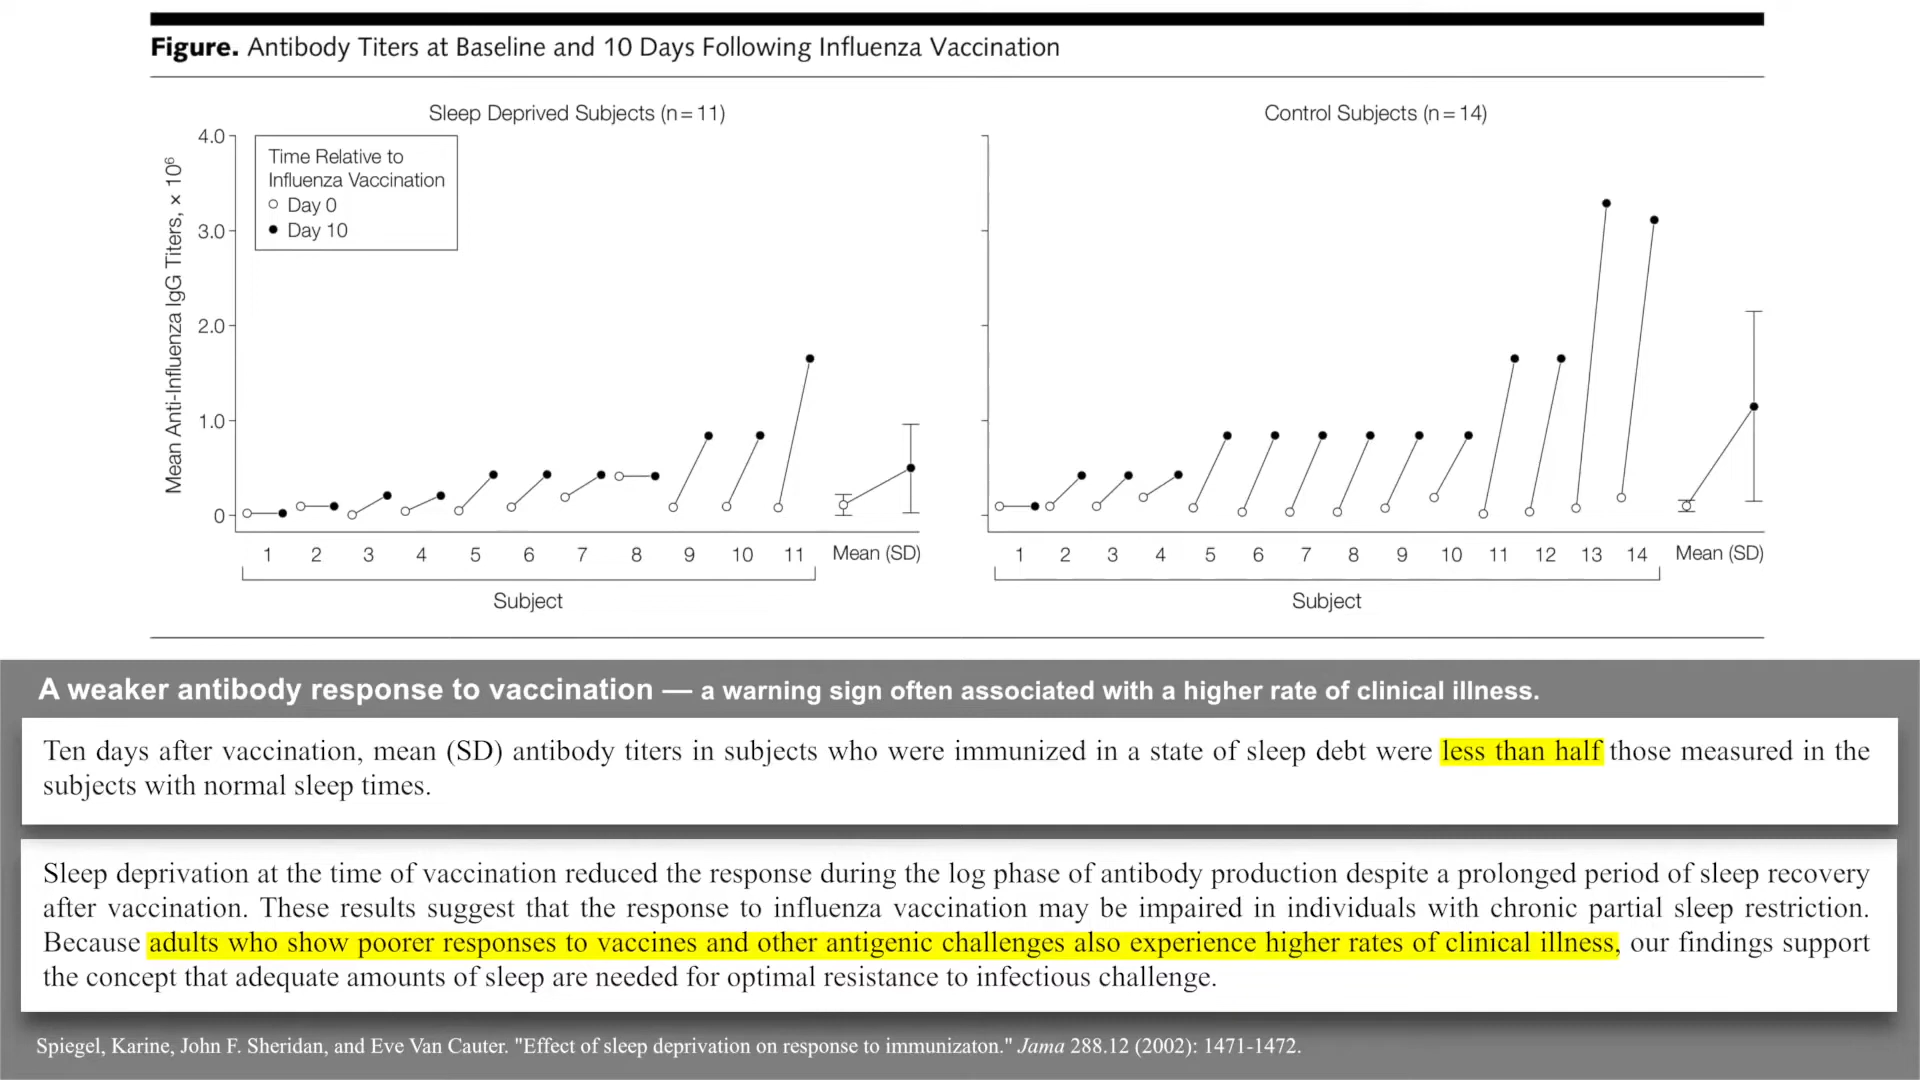 Figure. Antibody Titers at Baseline and 10 Days Following Influenza Vaccination
Sleep Deprived Subjects (n = 11)
Mean Anti-Influenza IgG Titers, × 10⁶
4.0
3.0
2.0
1.0
0
Time Relative to
Influenza Vaccination
Day 0
Day 10
1 2 3 4 5 6 7 8 9 10 11 Mean (SD)
Subject
Control Subjects (n = 14)
1 2 3 4 5 6 7 8 9 10 11 12 13 14 Mean (SD)
Subject
A weaker antibody response to vaccination — a warning sign often associated with a higher rate of clinical illness.
Ten days after vaccination, mean (SD) antibody titers in subjects who were immunized in a state of sleep debt were less than half those measured in the
subjects with normal sleep times.
Sleep deprivation at the time of vaccination reduced the response during the log phase of antibody production despite a prolonged period of sleep recovery
after vaccination. These results suggest that the response to influenza vaccination may be impaired in individuals with chronic partial sleep restriction.
Because adults who show poorer responses to vaccines and other antigenic challenges also experience higher rates of clinical illness, our findings support
the concept that adequate amounts of sleep are needed for optimal resistance to infectious challenge.
Spiegel, Karine, John F. Sheridan, and Eve Van Cauter. "Effect of sleep deprivation on response to immunizaton." Jama 288.12 (2002): 1471-1472.